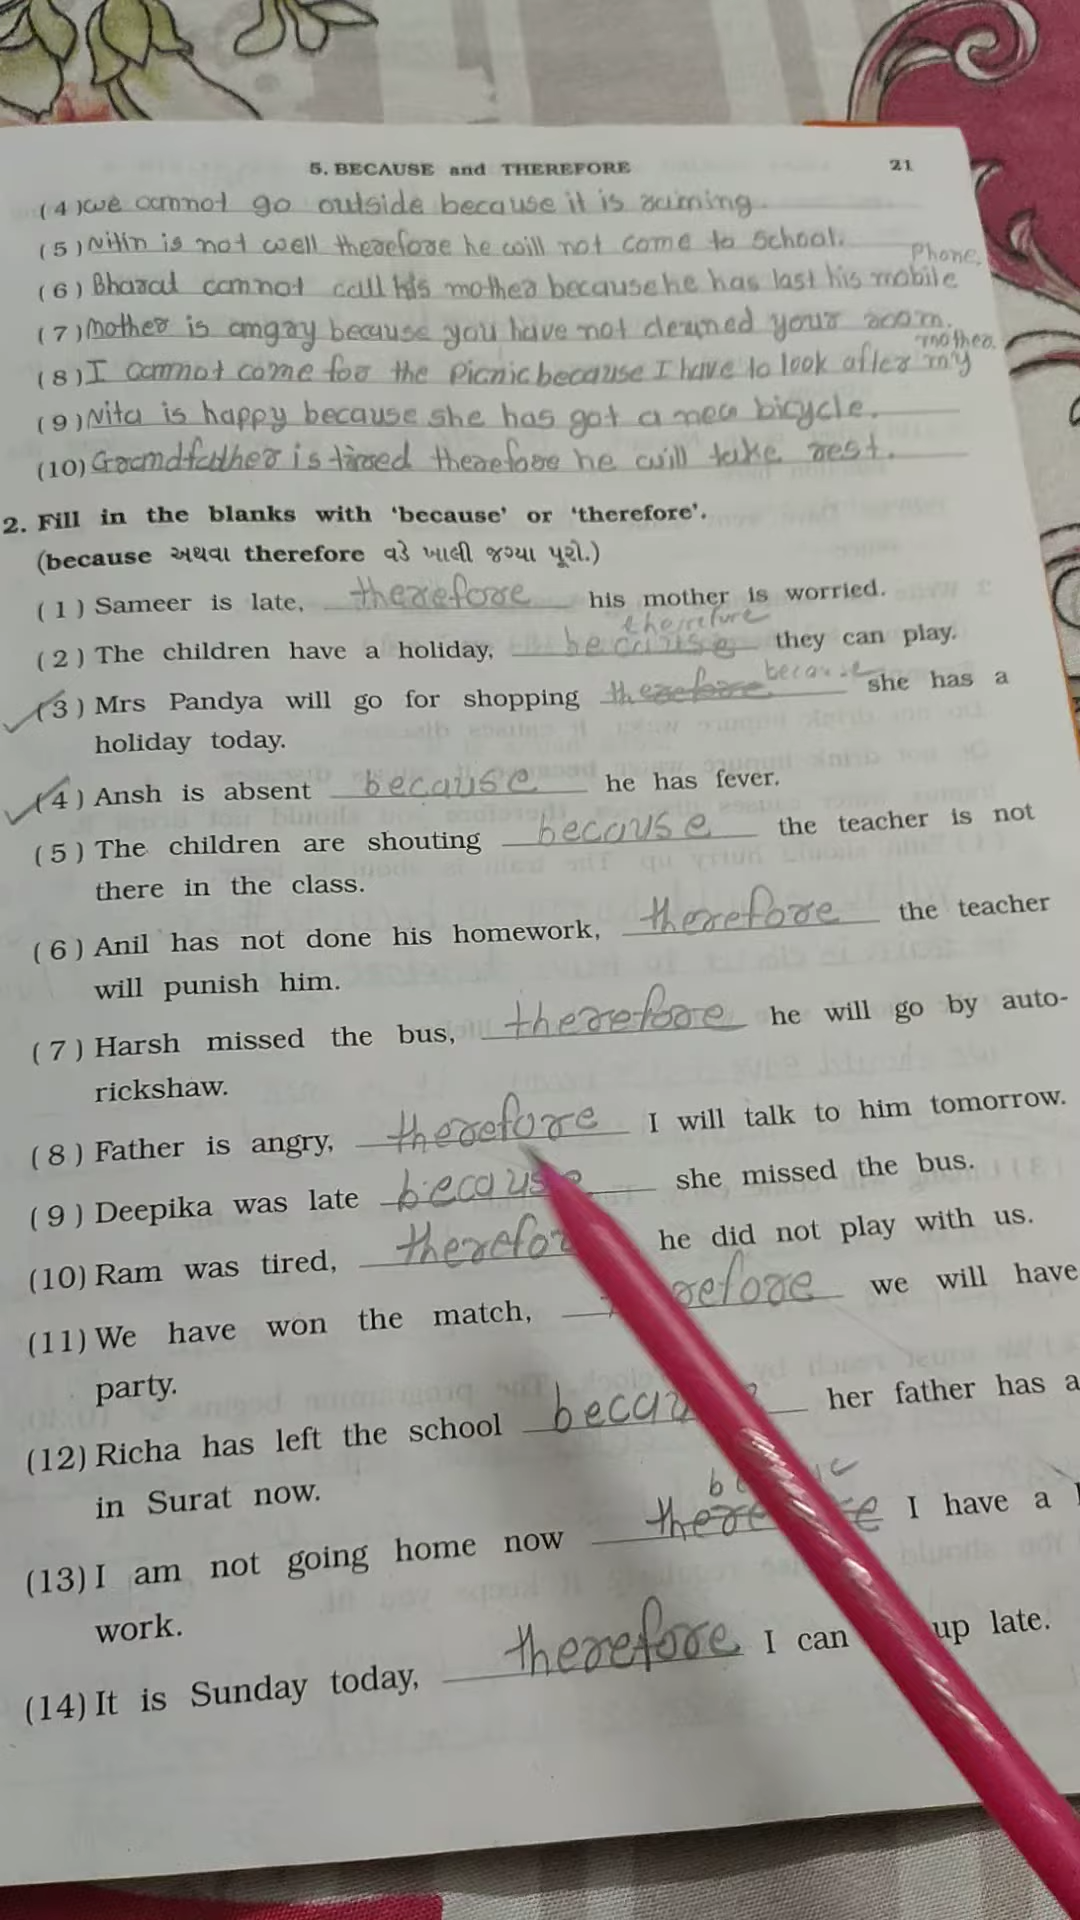 5. BECAUSE and THEREFORE 21
(4) we cannot go outside because it is raining.
(5) Nitin is not well therefore he will not come to School.
Phone.
(6) Bharat cannot call his mother because he has last his mobile
(7) Mother is angry because you have not cleaned your room.
mother.
(8) I cannot come for the Picnic because I have to look after my
(9) Nita is happy because she has got a new bicycle.
(10) Grandfather is tired therefore he will take rest.
2. Fill in the blanks with 'because' or 'therefore'.
(because અથવા therefore વડે ખાલી જગ્યા પૂરો.)
(1) Sameer is late, therefore his mother is worried.
therefore
(2) The children have a holiday, because they can play.
because
(3) Mrs Pandya will go for shopping therefore she has a
holiday today.
(4) Ansh is absent because he has fever.
(5) The children are shouting because the teacher is not
there in the class.
(6) Anil has not done his homework, therefore the teacher
will punish him.
(7) Harsh missed the bus, therefore he will go by auto-
rickshaw.
(8) Father is angry, therefore I will talk to him tomorrow.
(9) Deepika was late because she missed the bus.
(10) Ram was tired, therefor he did not play with us.
(11) We have won the match, refore we will have
party.
(12) Richa has left the school becau her father has a
in Surat now.
(13) I am not going home now there I have a
work.
(14) It is Sunday today, therefore I can up late.